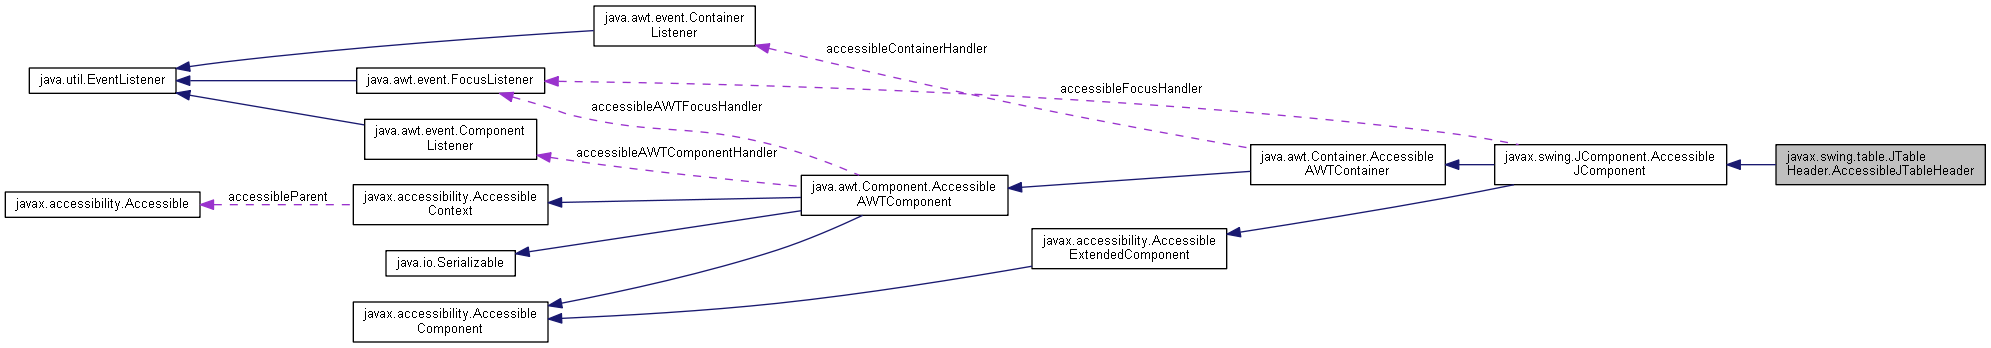 java.awt.event.Container
Listener
accessibleContainerHandler
java.util.EventListener
java.awt.event.FocusListener
accessibleFocusHandler
accessibleAWTFocusHandler
java.awt.event.Component
Listener
accessibleAWTComponentHandler
java.awt.Container.Accessible
AWTContainer
javax.swing.JComponent.Accessible
JComponent
javax.swing.table.JTable
Header.AccessibleJTableHeader
java.awt.Component.Accessible
AWTComponent
javax.accessibility.Accessible
accessibleParent
javax.accessibility.Accessible
Context
javax.accessibility.Accessible
ExtendedComponent
java.io.Serializable
javax.accessibility.Accessible
Component